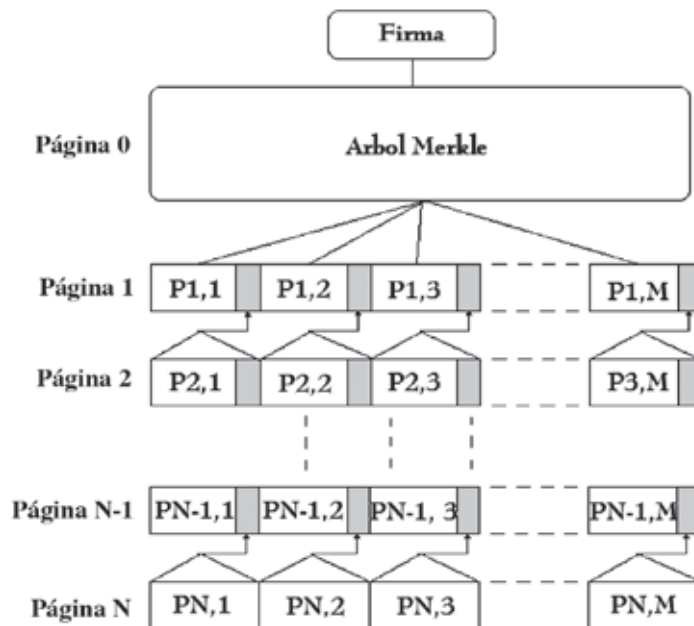 Firma
Página 0
Arbol Merkle
Página 1
P1,1
P1,2
P1,3
P1,M
Página 2
P2,1
P2,2
P2,3
P3,M
Página N-1
PN-1,1
PN-1,2
PN-1, 3
PN-1,M
Página N
PN,1
PN,2
PN,3
PN,M